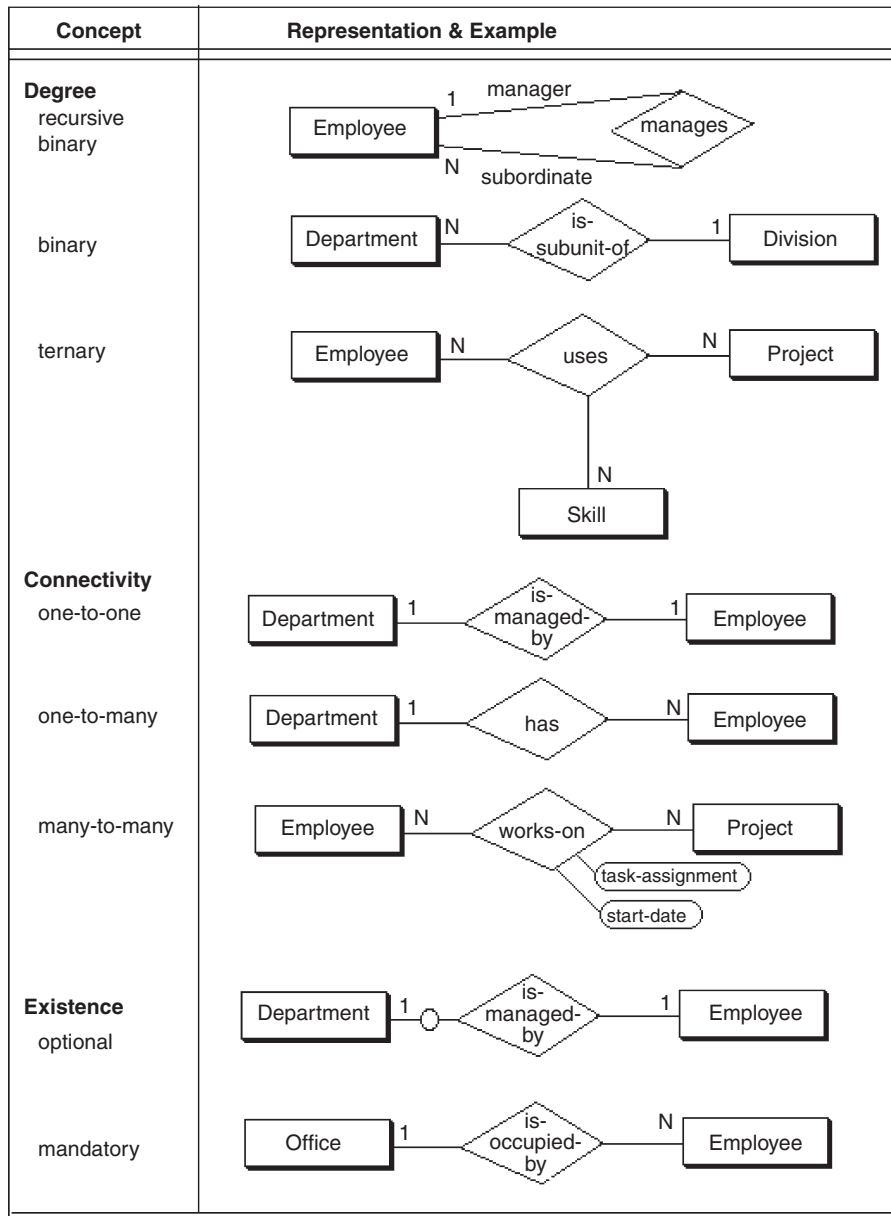 Concept Representation & Example
Degree
recursive
binary
Employee
1
manager
manages
N
subordinate
binary
Department
N
is-
subunit-of
1
Division
ternary
Employee
N
uses
N
Project
N
Skill
Connectivity
one-to-one
Department
1
is-
managed-
by
1
Employee
one-to-many
Department
1
has
N
Employee
many-to-many
Employee
N
works-on
N
Project
task-assignment
start-date
Existence
optional
Department
1
is-
managed-
by
1
Employee
mandatory
Office
1
is-
occupied-
by
N
Employee